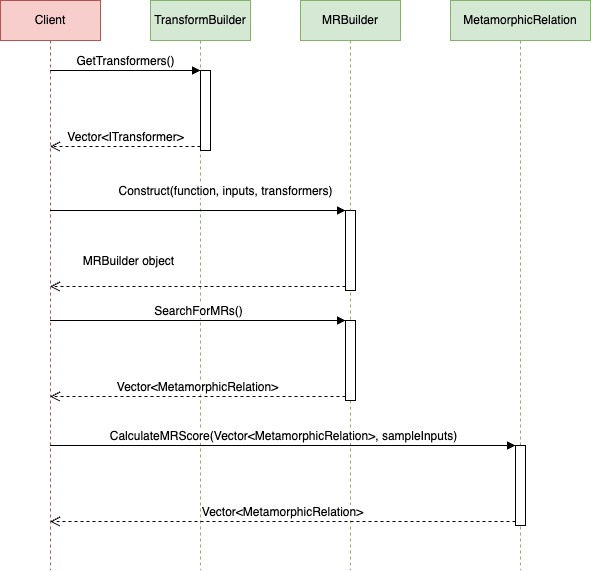 Client
TransformBuilder
MRBuilder
MetamorphicRelation
GetTransformers()
Vector<ITransformer>
Construct(function, inputs, transformers)
MRBuilder object
SearchForMRs()
Vector<MetamorphicRelation>
CalculateMRScore(Vector<MetamorphicRelation>, sampleInputs)
Vector<MetamorphicRelation>